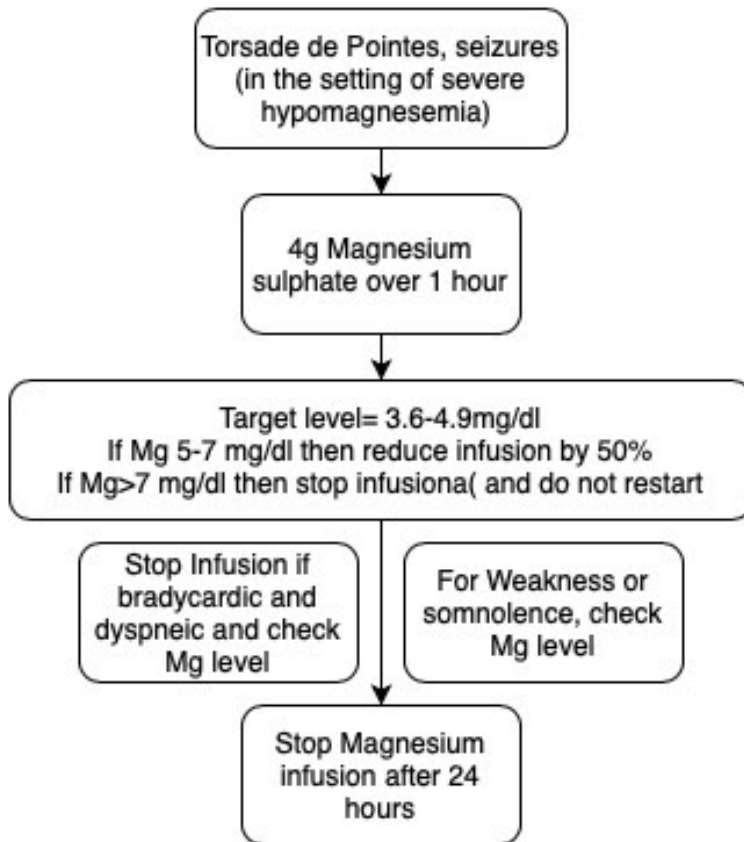 Torsade de Pointes, seizures
(in the setting of severe
hypomagnesemia)
4g Magnesium
sulphate over 1 hour
Target level= 3.6-4.9mg/dl
If Mg 5-7 mg/dl then reduce infusion by 50%
If Mg>7 mg/dl then stop infusiona( and do not restart
Stop Infusion if
bradycardic and
dyspneic and check
Mg level
For Weakness or
somnolence, check
Mg level
Stop Magnesium
infusion after 24
hours